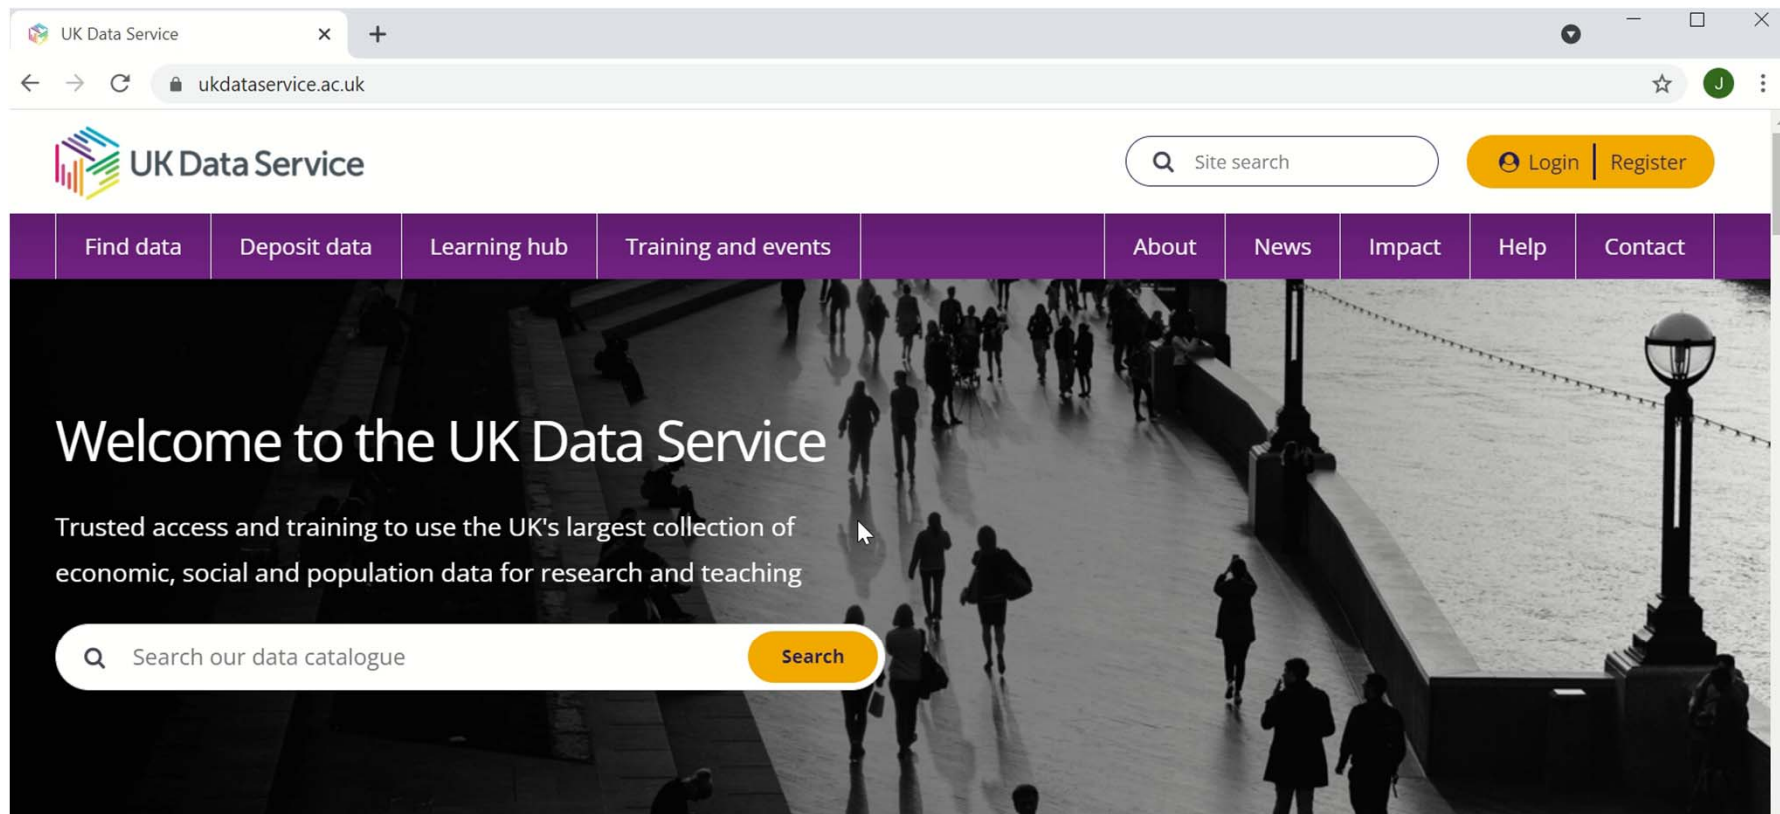 UK Data Service
ukdataservice.ac.uk
J
UK Data Service
Site search
Login
Register
Find data
Deposit data
Learning hub
Training and events
About
News
Impact
Help
Contact
Welcome to the UK Data Service
Trusted access and training to use the UK's largest collection of
economic, social and population data for research and teaching
Search our data catalogue
Search